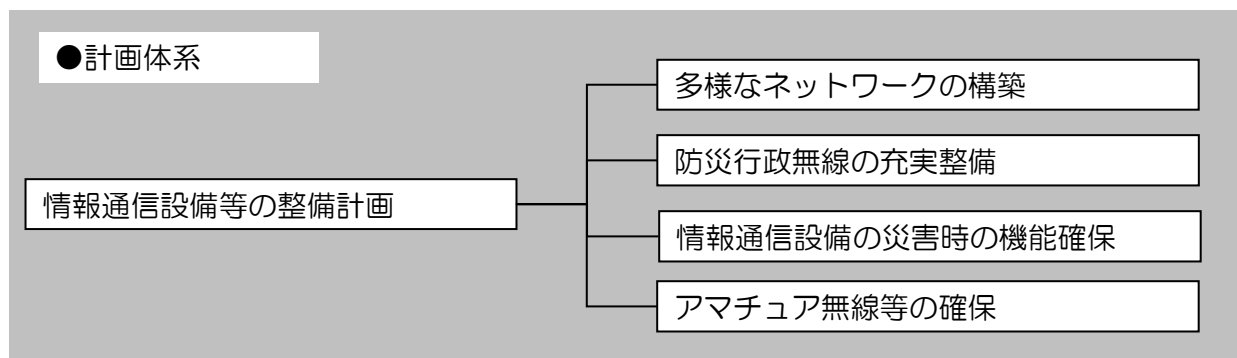 ●計画体系
情報通信設備等の整備計画
多様なネットワークの構築
防災行政無線の充実整備
情報通信設備の災害時の機能確保
アマチュア無線等の確保